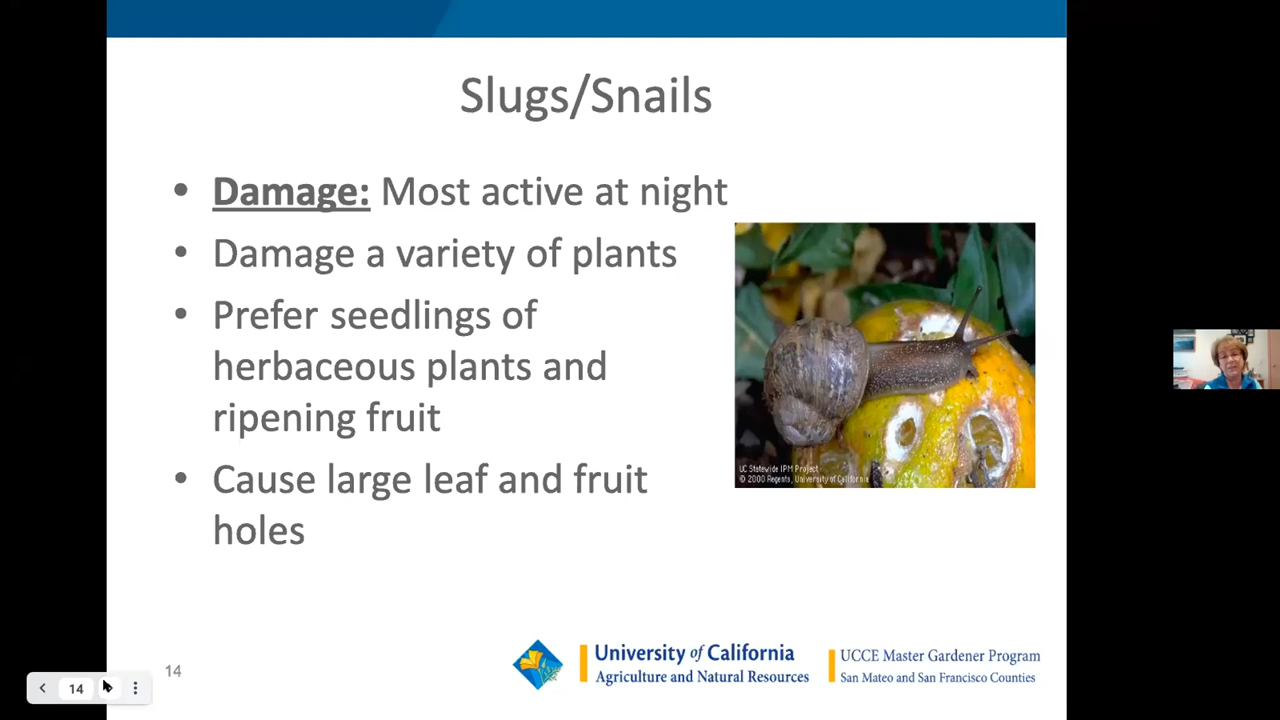 Slugs/Snails
• Damage: Most active at night
• Damage a variety of plants
• Prefer seedlings of
herbaceous plants and
ripening fruit
• Cause large leaf and fruit
holes
UC Statewide IPM Project
© 2000 Regents, University of California
University of California
Agriculture and Natural Resources
UCCE Master Gardener Program
San Mateo and San Francisco Counties
14
14